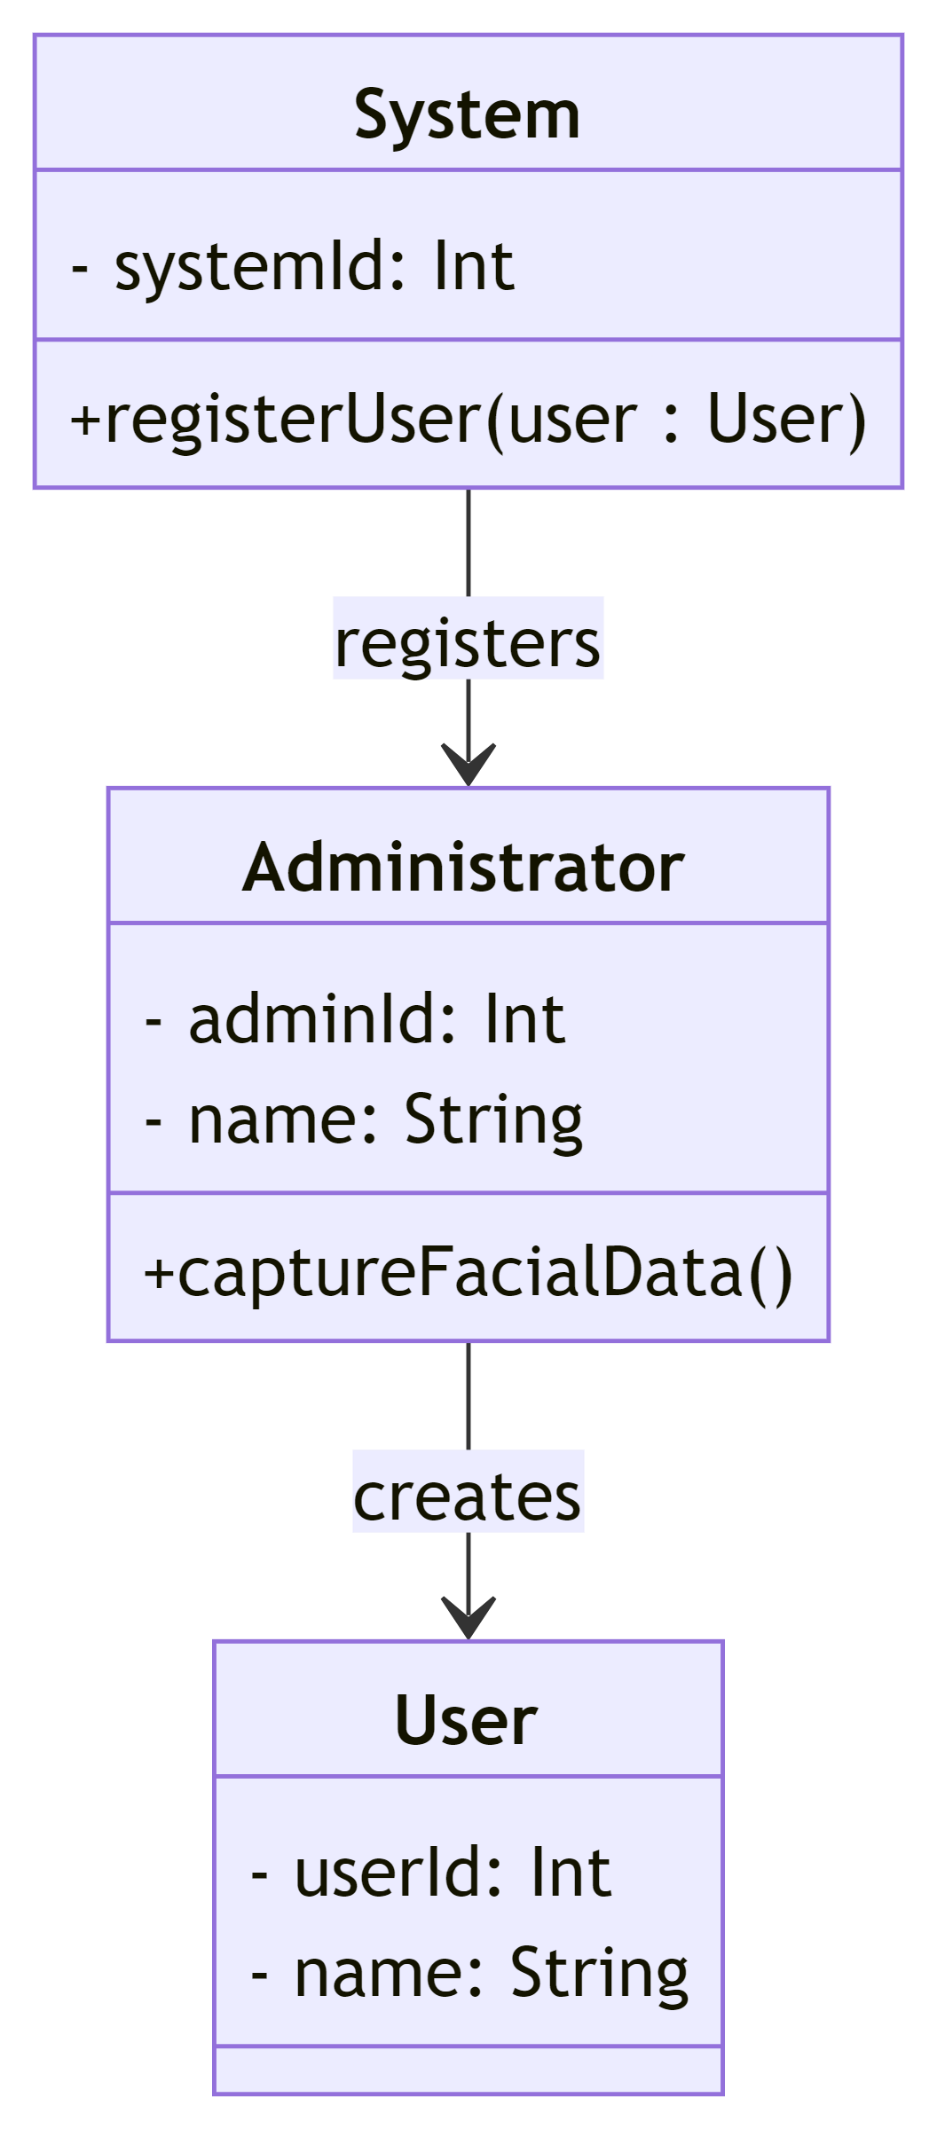 System
- systemId: Int
+registerUser(user : User)
registers
Administrator
- adminId: Int
- name: String
+captureFacialData()
creates
User
- userId: Int
- name: String